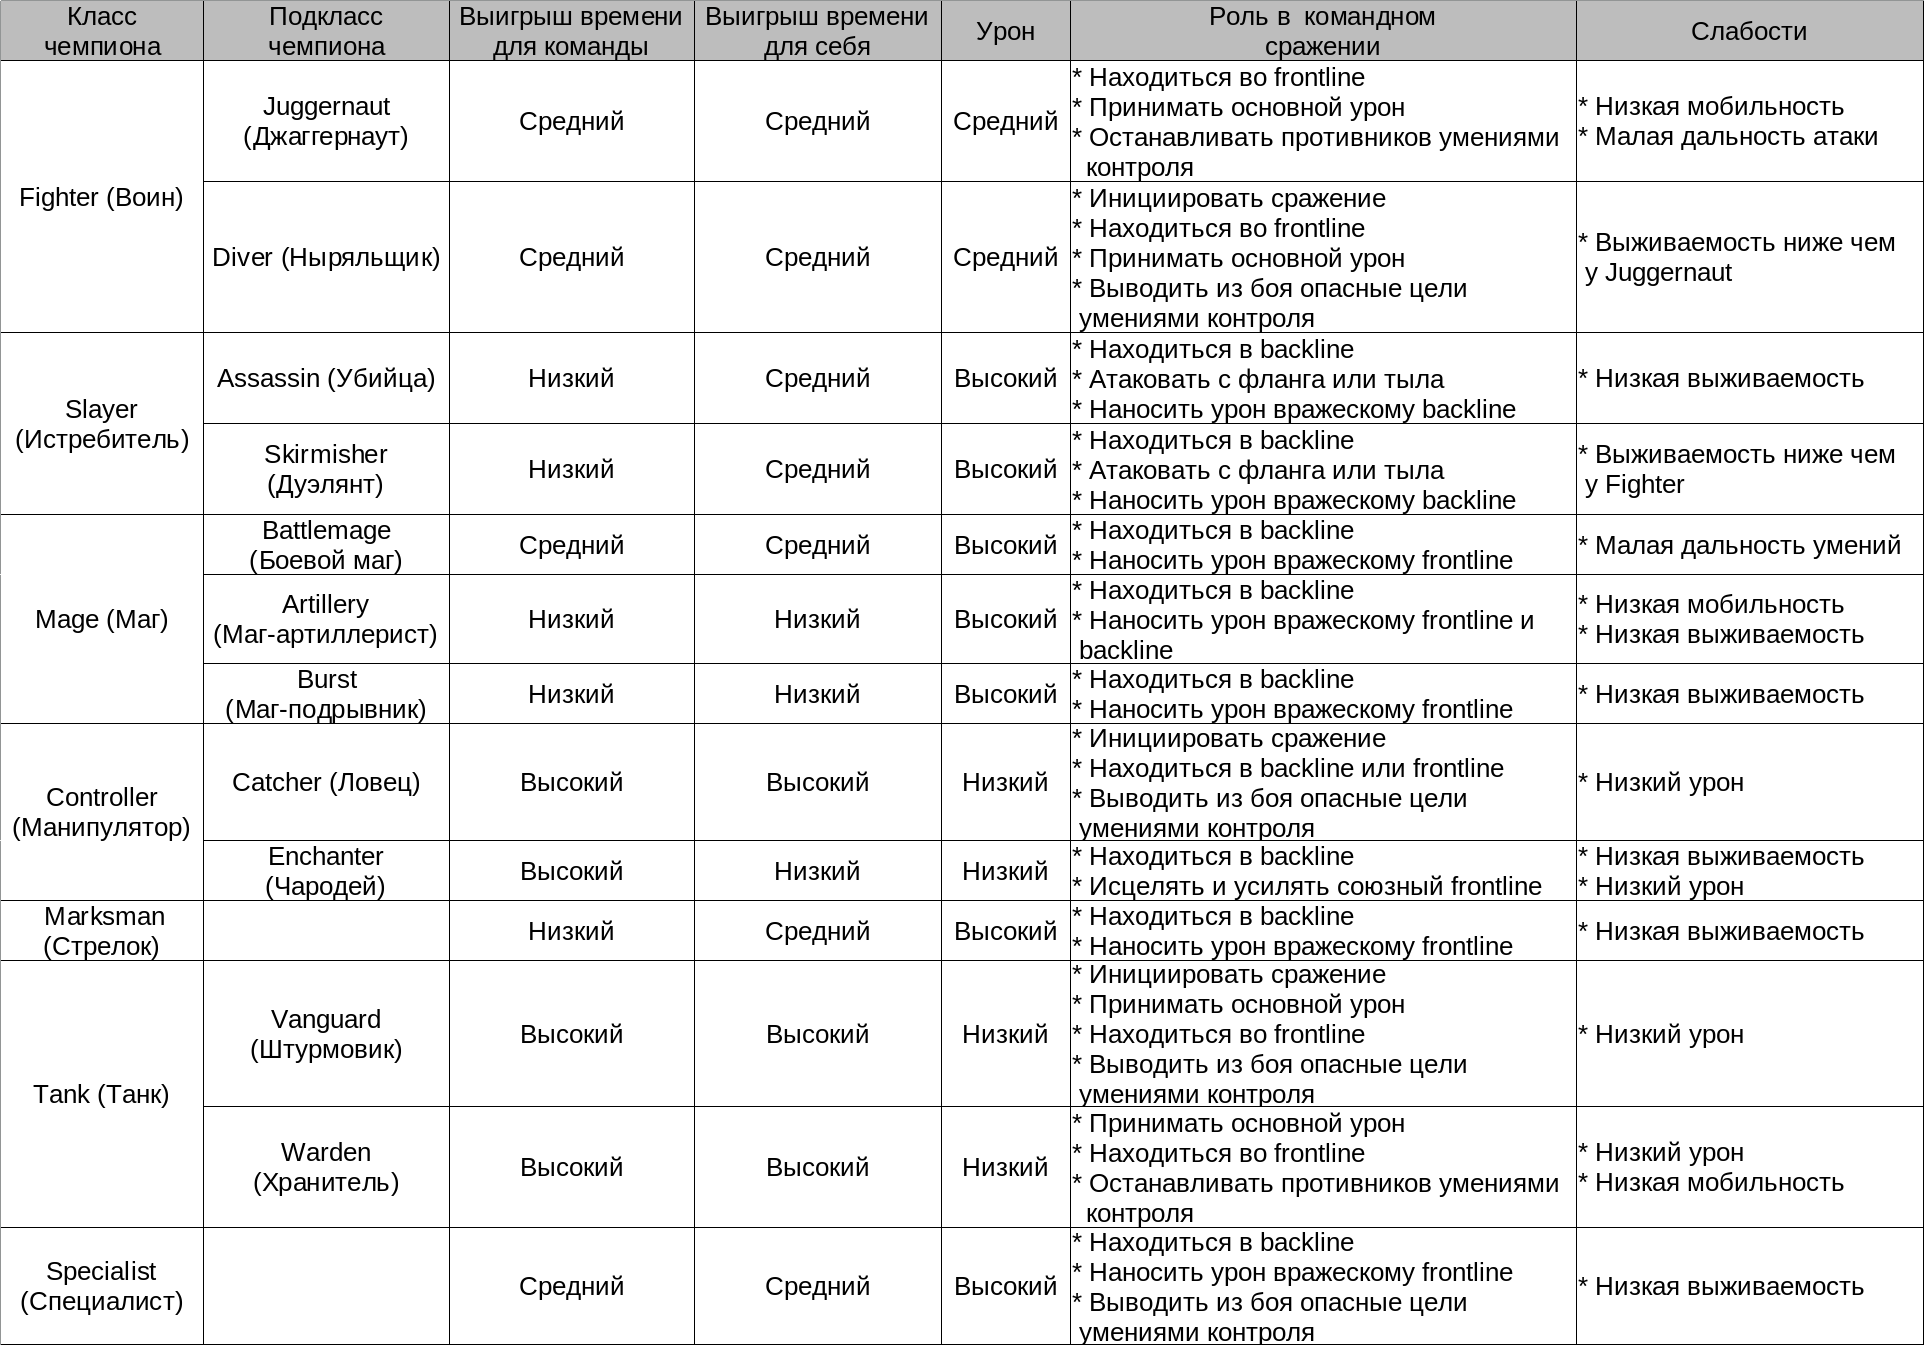 Класс
чемпиона
Подкласс
чемпиона
Выигрыш времени
для команды
Выигрыш времени
для себя
Урон
Роль в командном
сражении
Слабости
Fighter (Воин)
Juggernaut
(Джаггернаут)
Средний
Средний
Средний
* Находиться во frontline
* Принимать основной урон
* Останавливать противников умениями
контроля
* Низкая мобильность
* Малая дальность атаки
Diver (Ныряльщик)
Средний
Средний
Средний
* Инициировать сражение
* Находиться во frontline
* Принимать основной урон
* Выводить из боя опасные цели
умениями контроля
* Выживаемость ниже чем
у Juggernaut
Slayer
(Истребитель)
Assassin (Убийца)
Низкий
Средний
Высокий
* Находиться в backline
* Атаковать с фланга или тыла
* Наносить урон вражескому backline
* Низкая выживаемость
Skirmisher
(Дуэлянт)
Низкий
Средний
Высокий
* Находиться в backline
* Атаковать с фланга или тыла
* Наносить урон вражескому backline
* Выживаемость ниже чем
у Fighter
Mage (Маг)
Battlemage
(Боевой маг)
Средний
Средний
Высокий
* Находиться в backline
* Наносить урон вражескому frontline
* Малая дальность умений
Artillery
(Маг-артиллерист)
Низкий
Низкий
Высокий
* Находиться в backline
* Наносить урон вражескому frontline и
backline
* Низкая мобильность
* Низкая выживаемость
Burst
(Маг-подрывник)
Низкий
Низкий
Высокий
* Находиться в backline
* Наносить урон вражескому frontline
* Низкая выживаемость
Controller
(Манипулятор)
Catcher (Ловец)
Высокий
Высокий
Низкий
* Инициировать сражение
* Находиться в backline или frontline
* Выводить из боя опасные цели
умениями контроля
* Низкий урон
Enchanter
(Чародей)
Высокий
Низкий
Низкий
* Находиться в backline
* Исцелять и усилять союзный frontline
* Низкая выживаемость
* Низкий урон
Marksman
(Стрелок)
Низкий
Средний
Высокий
* Находиться в backline
* Наносить урон вражескому frontline
* Низкая выживаемость
Tank (Танк)
Vanguard
(Штурмовик)
Высокий
Высокий
Низкий
* Инициировать сражение
* Принимать основной урон
* Находиться во frontline
* Выводить из боя опасные цели
умениями контроля
* Низкий урон
Warden
(Хранитель)
Высокий
Высокий
Низкий
* Принимать основной урон
* Находиться во frontline
* Останавливать противников умениями
контроля
* Низкий урон
* Низкая мобильность
Specialist
(Специалист)
Средний
Средний
Высокий
* Находиться в backline
* Наносить урон вражескому frontline
* Выводить из боя опасные цели
умениями контроля
* Низкая выживаемость